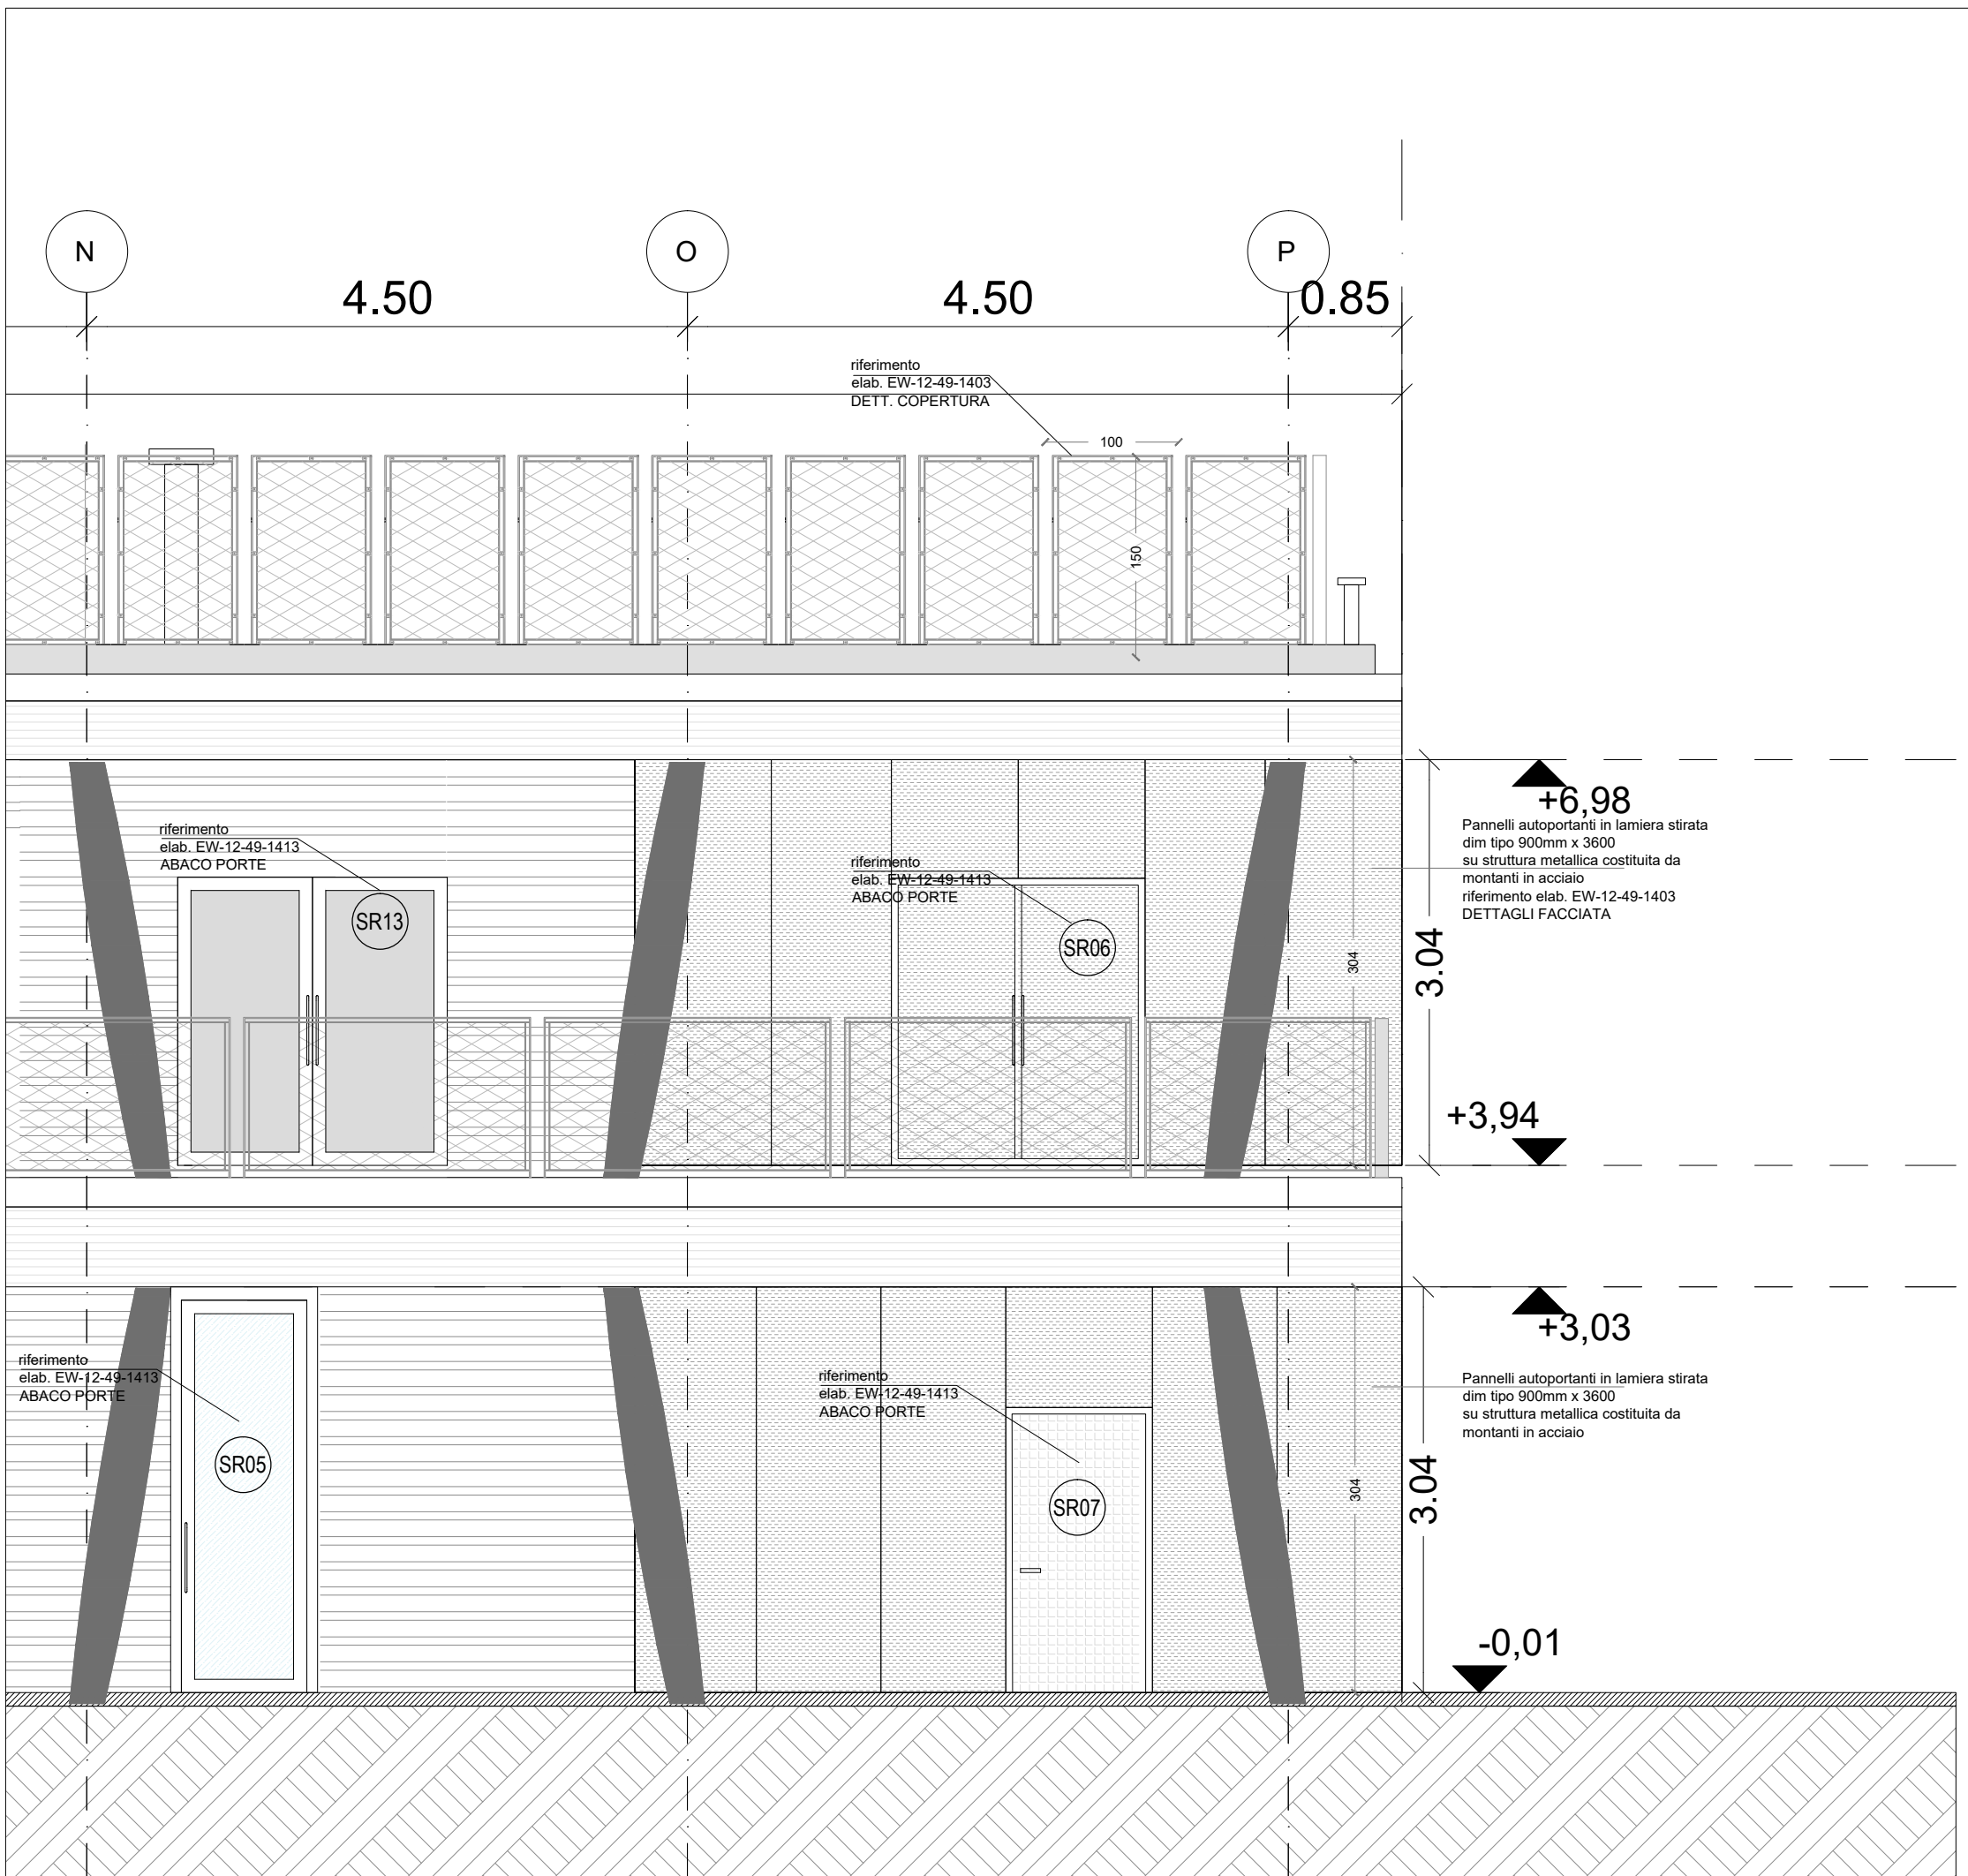 N
O
P
4.50
4.50
0.85
riferimento
elab. EW-12-49-1403
DETT. COPERTURA
100
150
+6,98
Pannelli autoportanti in lamiera stirata
dim tipo 900mm x 3600
su struttura metallica costituita da
montanti in acciaio
riferimento elab. EW-12-49-1403
DETTAGLI FACCIATA
riferimento
elab. EW-12-49-1413
ABACO PORTE
SR13
riferimento
elab. EW-12-49-1413
ABACO PORTE
SR06
304
3.04
+3,94
+3,03
riferimento
elab. EW-12-49-1413
ABACO PORTE
SR05
riferimento
elab. EW-12-49-1413
ABACO PORTE
SR07
Pannelli autoportanti in lamiera stirata
dim tipo 900mm x 3600
su struttura metallica costituita da
montanti in acciaio
304
3.04
-0,01